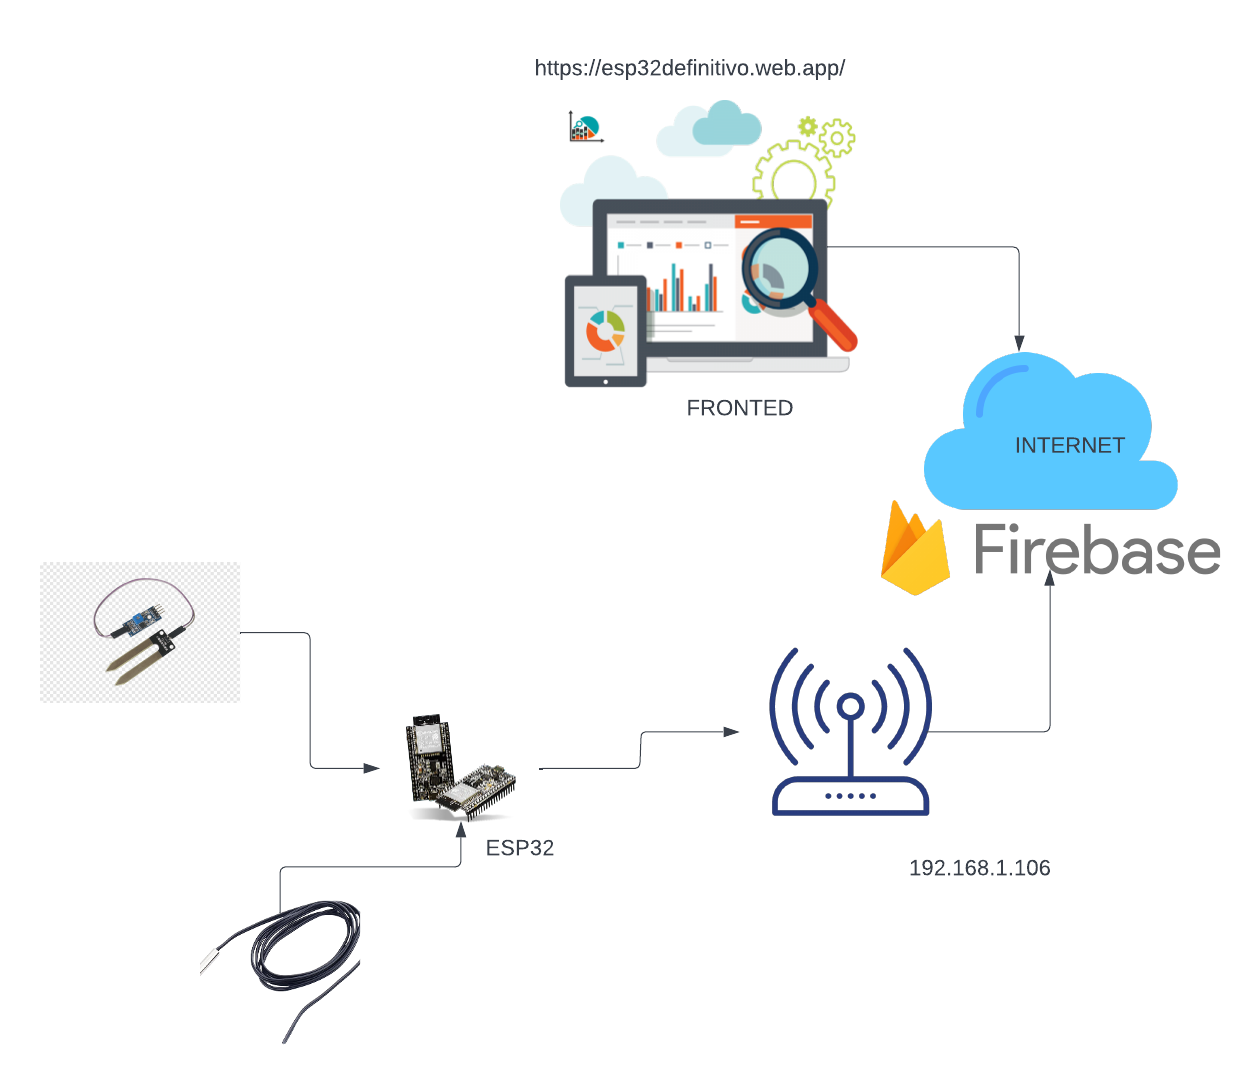 https://esp32definitivo.web.app/
FRONTED
INTERNET
Firebase
ESP32
192.168.1.106